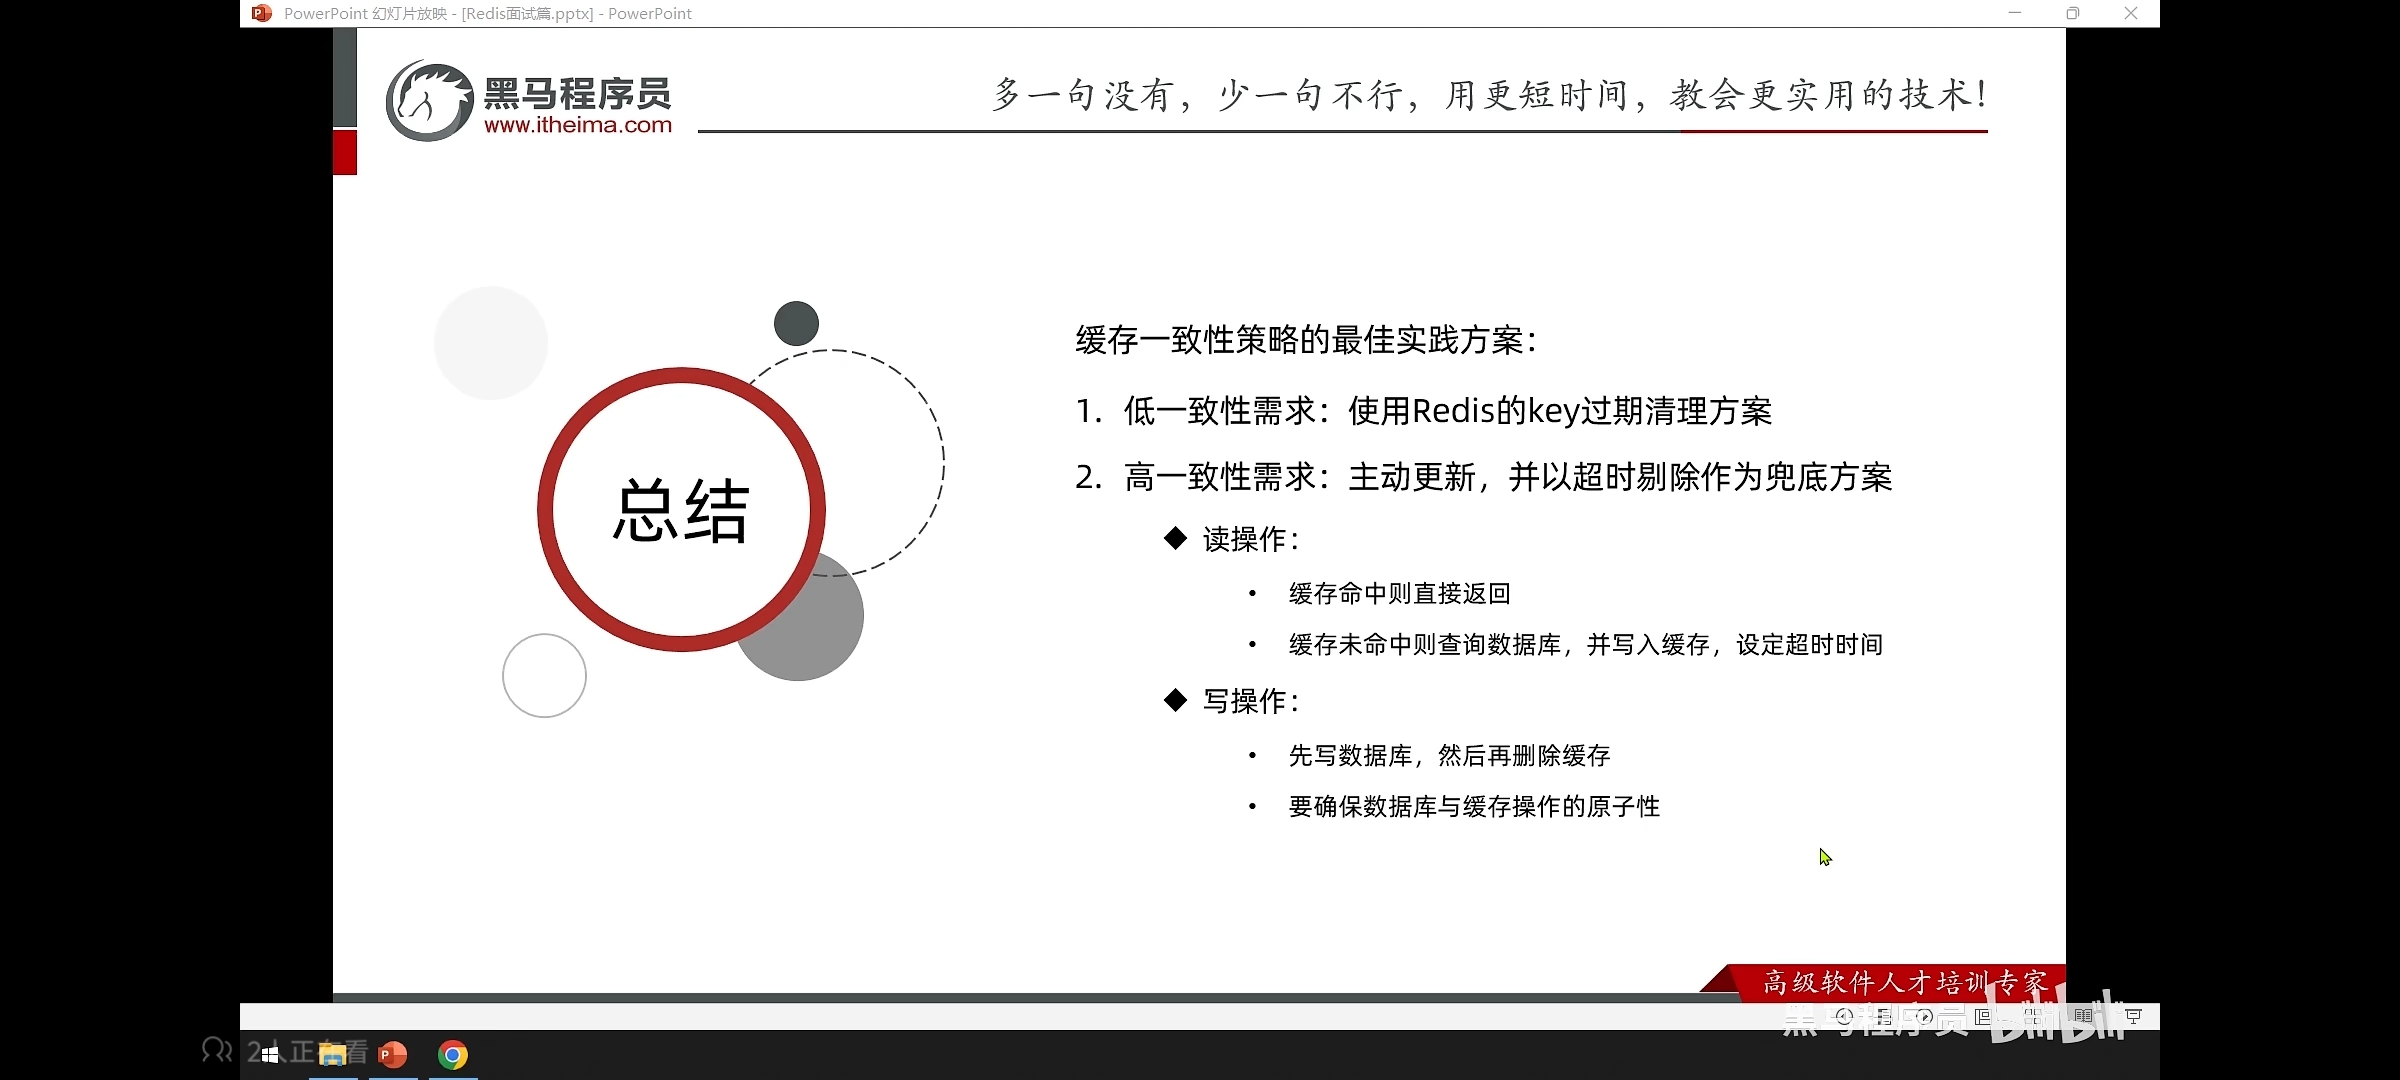 PowerPoint 幻灯片放映 - [Redis面试篇.pptx] - PowerPoint
黑马程序员
www.itheima.com
多一句没有，少一句不行，用更短时间，教会更实用的技术！
总结
缓存一致性策略的最佳实践方案：
1. 低一致性需求：使用Redis的key过期清理方案
2. 高一致性需求：主动更新，并以超时剔除作为兜底方案
◆ 读操作：
• 缓存命中则直接返回
• 缓存未命中则查询数据库，并写入缓存，设定超时时间
◆ 写操作：
• 先写数据库，然后再删除缓存
• 要确保数据库与缓存操作的原子性
高级软件人才培训专家
黑马程序员 bilibili
2人正在看